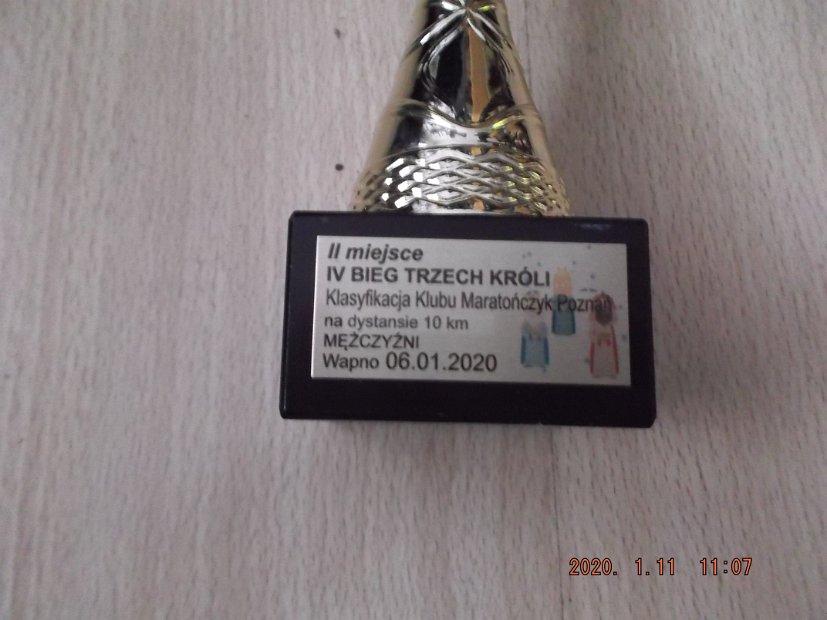 II miejsce
IV BIEG TRZECH KRÓLI
Klasyfikacja Klubu Maratończyk Poznań
na dystansie 10 km
MĘŻCZYŹNI
Wapno 06.01.2020
2020. 1.11 11:07